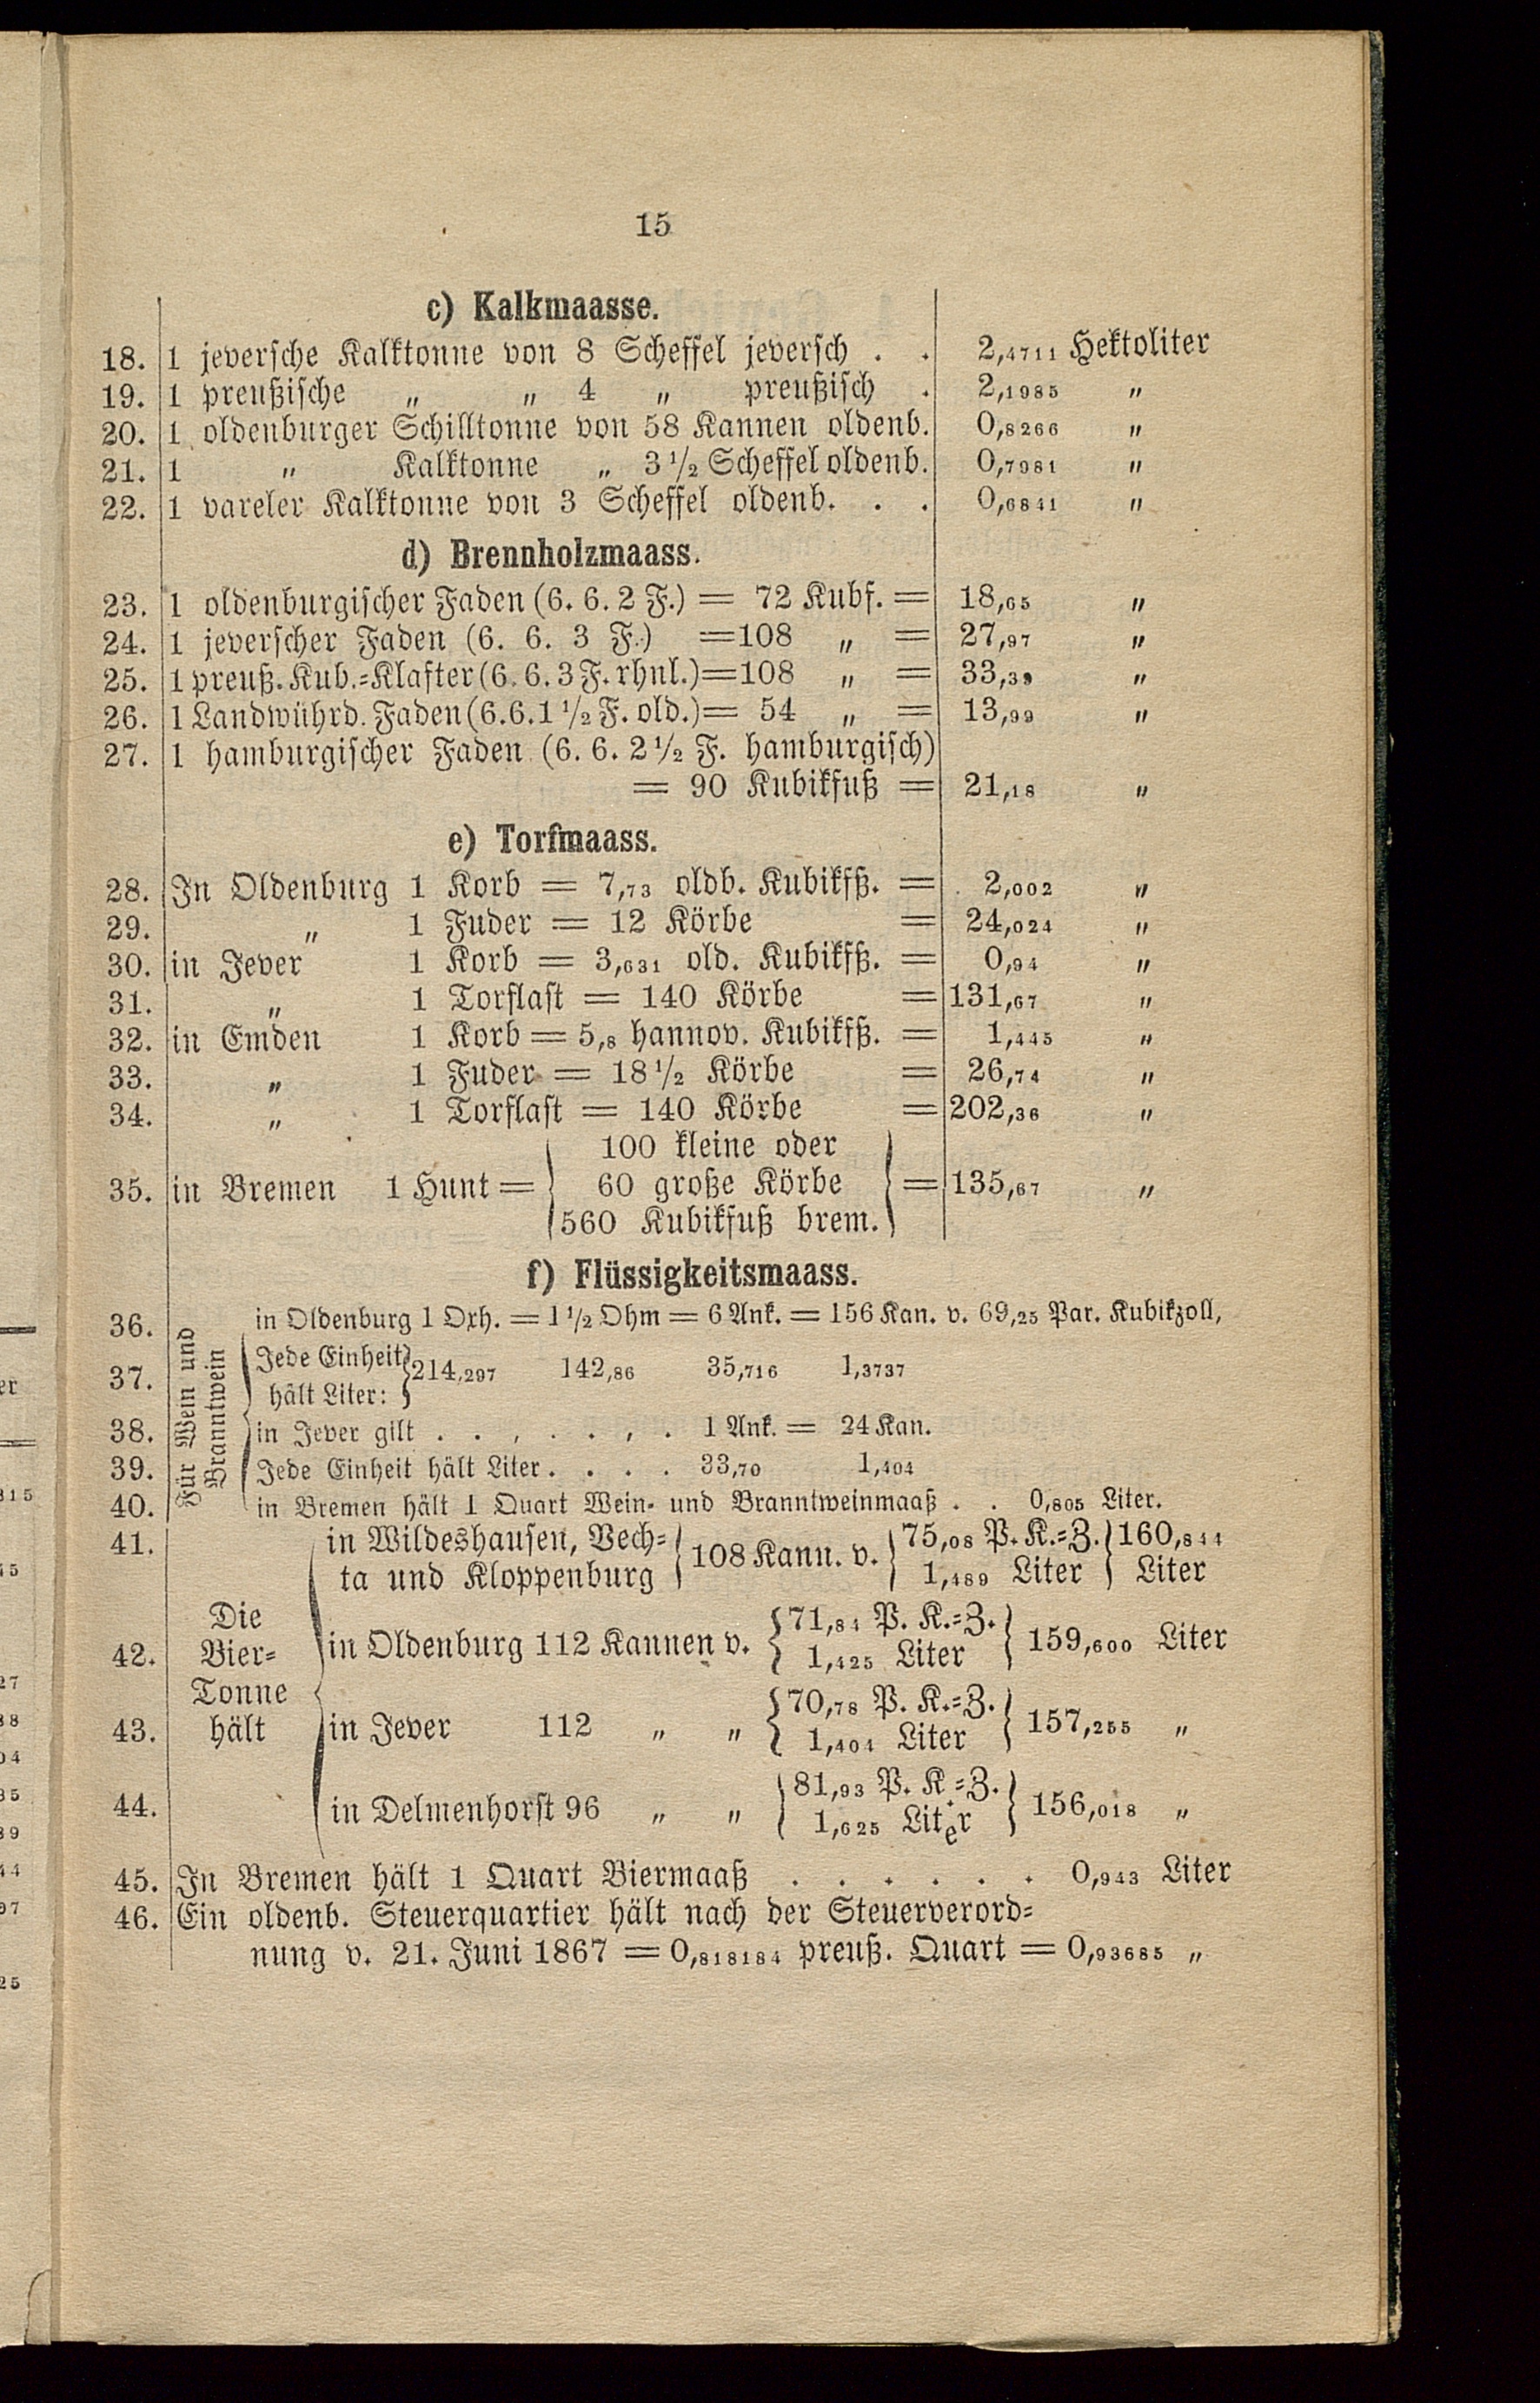 15
c) Kalkmaasse.
18. 1 jeversche Kalktonne von 8 Scheffel jeversch . . 2,4711 Hektoliter
19. 1 preußische „ „ 4 „ preußisch . 2,1985 „
20. 1 oldenburger Schilltonne von 58 Kannen oldenb. 0,8266 „
21. 1 „ Kalktonne „ 3 1/2 Scheffel oldenb. 0,7981 „
22. 1 vareler Kalktonne von 3 Scheffel oldenb. . . 0,6841 „
d) Brennholzmaass.
23. 1 oldenburgischer Faden (6. 6. 2 F.) = 72 Kubf. = 18,65 „
24. 1 jeverscher Faden (6. 6. 3 F.) =108 „ = 27,97 „
25. 1 preuß. Kub.=Klafter (6. 6. 3 F. rhnl.)=108 „ = 33,39 „
26. 1 Landwührd. Faden (6.6.1 1/2 F. old.)= 54 „ = 13,99 „
27. 1 hamburgischer Faden (6. 6. 2 1/2 F. hamburgisch)
= 90 Kubikfuß = 21,18 „
e) Torfmaass.
28. In Oldenburg 1 Korb = 7,73 oldb. Kubikfß. = 2,002 „
29. „ 1 Fuder = 12 Körbe = 24,024 „
30. in Jever 1 Korb = 3,631 old. Kubikfß. = 0,94 „
31. „ 1 Torflast = 140 Körbe = 131,67 „
32. in Emden 1 Korb = 5,8 hannov. Kubikfß. = 1,445 „
33. „ 1 Fuder = 18 1/2 Körbe = 26,74 „
34. „ 1 Torflast = 140 Körbe = 202,36 „
100 kleine oder
35. in Bremen 1 Hunt = 60 große Körbe = 135,67 „
560 Kubikfuß brem.
f) Flüssigkeitsmaass.
Für Wein und
Branntwein
36. in Oldenburg 1 Oxh. = 1 1/2 Ohm = 6 Ank. = 156 Kan. v. 69,25 Par. Kubikzoll,
Jede Einheit
37. 214,297 142,86 35,716 1,3737
hält Liter:
38. in Jever gilt . . , . . , . 1 Ank. = 24 Kan.
39. Jede Einheit hält Liter. . . . 33,70 1,404
40. in Bremen hält 1 Quart Wein- und Branntweinmaaß . . 0,805 Liter.
41. in Wildeshausen, Vech= 108 Kann. v. 75,08 P. K.=Z. 160,844
ta und Kloppenburg 1,489 Liter Liter
Die
Bier=
Tonne
hält
71,84 P. K.=Z.
42. in Oldenburg 112 Kannen v. 159,600 Liter
1,425 Liter
70,78 P. K.=Z.
43. in Jever 112 „ „ 157,255 „
1,404 Liter
81,93 P. K.=Z.
44. in Delmenhorst 96 „ „ 156,018 „
1,625 Liter
45. In Bremen hält 1 Quart Biermaaß . . . . . . 0,943 Liter
46. Ein oldenb. Steuerquartier hält nach der Steuerverord=
nung v. 21. Juni 1867 = 0,818184 preuß. Quart = 0,93685 „